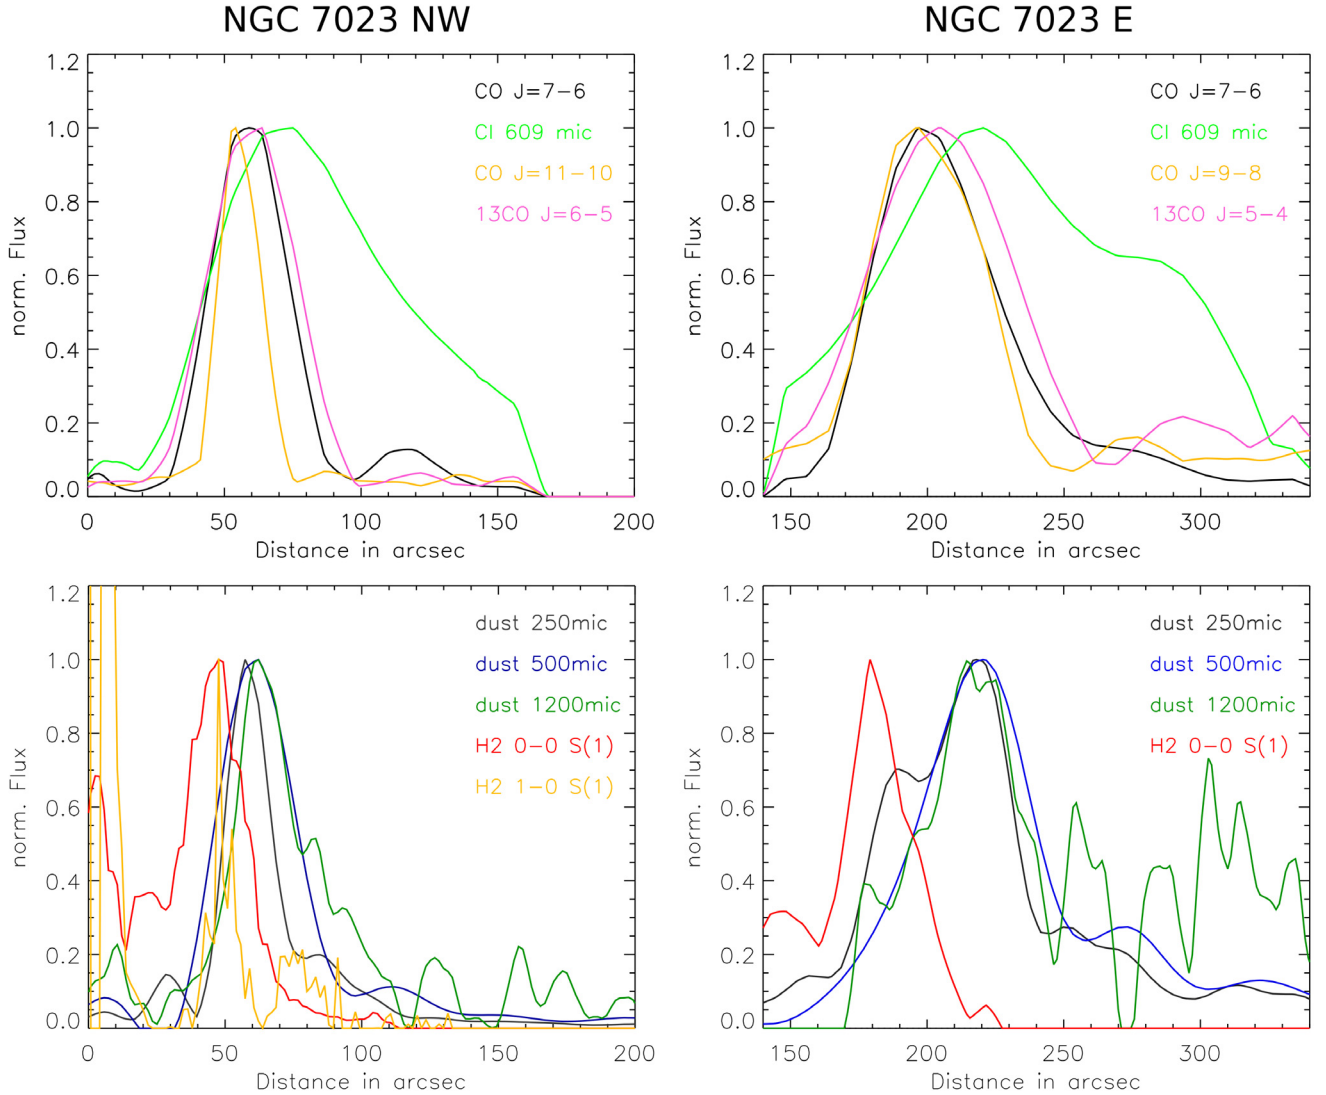 NGC 7023 NW
NGC 7023 E
1.2
1.0
0.8
0.6
0.4
0.2
0.0
norm. Flux
CO J=7-6
CI 609 mic
CO J=11-10
13CO J=6-5
0 50 100 150 200
Distance in arcsec
1.2
1.0
0.8
0.6
0.4
0.2
0.0
norm. Flux
CO J=7-6
CI 609 mic
CO J=9-8
13CO J=5-4
150 200 250 300
Distance in arcsec
1.2
1.0
0.8
0.6
0.4
0.2
0.0
norm. Flux
dust 250mic
dust 500mic
dust 1200mic
H2 0-0 S(1)
H2 1-0 S(1)
0 50 100 150 200
Distance in arcsec
1.2
1.0
0.8
0.6
0.4
0.2
0.0
norm. Flux
dust 250mic
dust 500mic
dust 1200mic
H2 0-0 S(1)
150 200 250 300
Distance in arcsec